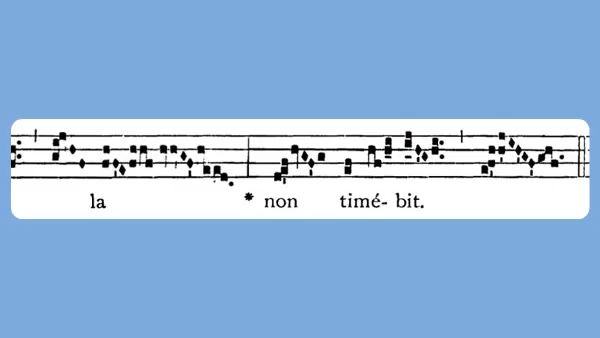 la * non timé- bit.